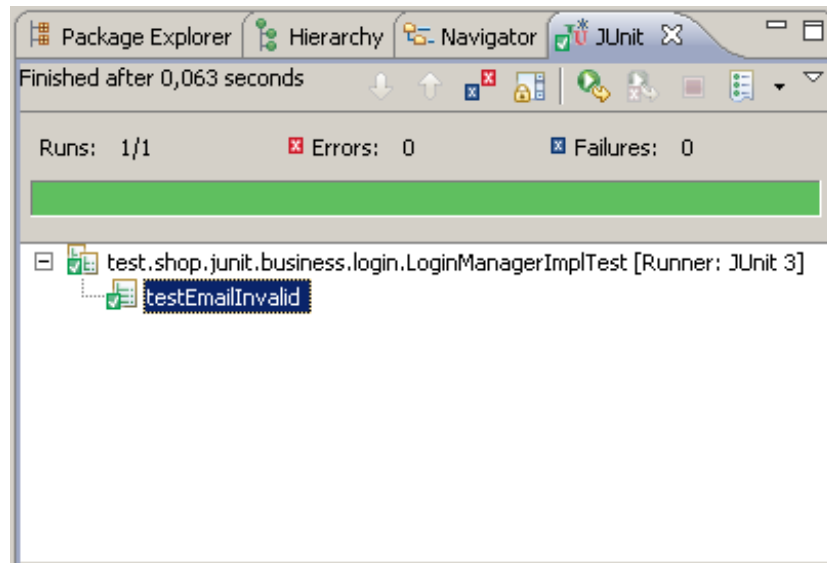 Package Explorer Hierarchy Navigator JUnit
Finished after 0,063 seconds
Runs: 1/1 Errors: 0 Failures: 0
test.shop.junit.business.login.LoginManagerImplTest [Runner: JUnit 3]
testEmailInvalid